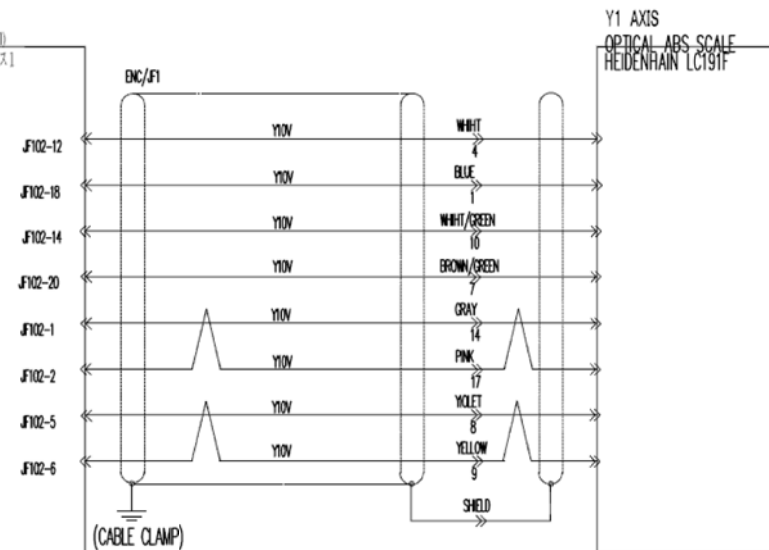 Y1 AXIS
OPTICAL ABS SCALE
HEIDENHAIN LC191F
ENC/JF1
JF102-12 Y10V WHIHT 4
JF102-18 Y10V BLUE 1
JF102-14 Y10V WHIHT/GREEN 10
JF102-20 Y10V BROWN/GREEN 7
JF102-1 Y10V GRAY 14
JF102-2 Y10V PINK 17
JF102-5 Y10V VIOLET 8
JF102-6 Y10V YELLOW 9
SHIELD
(CABLE CLAMP)